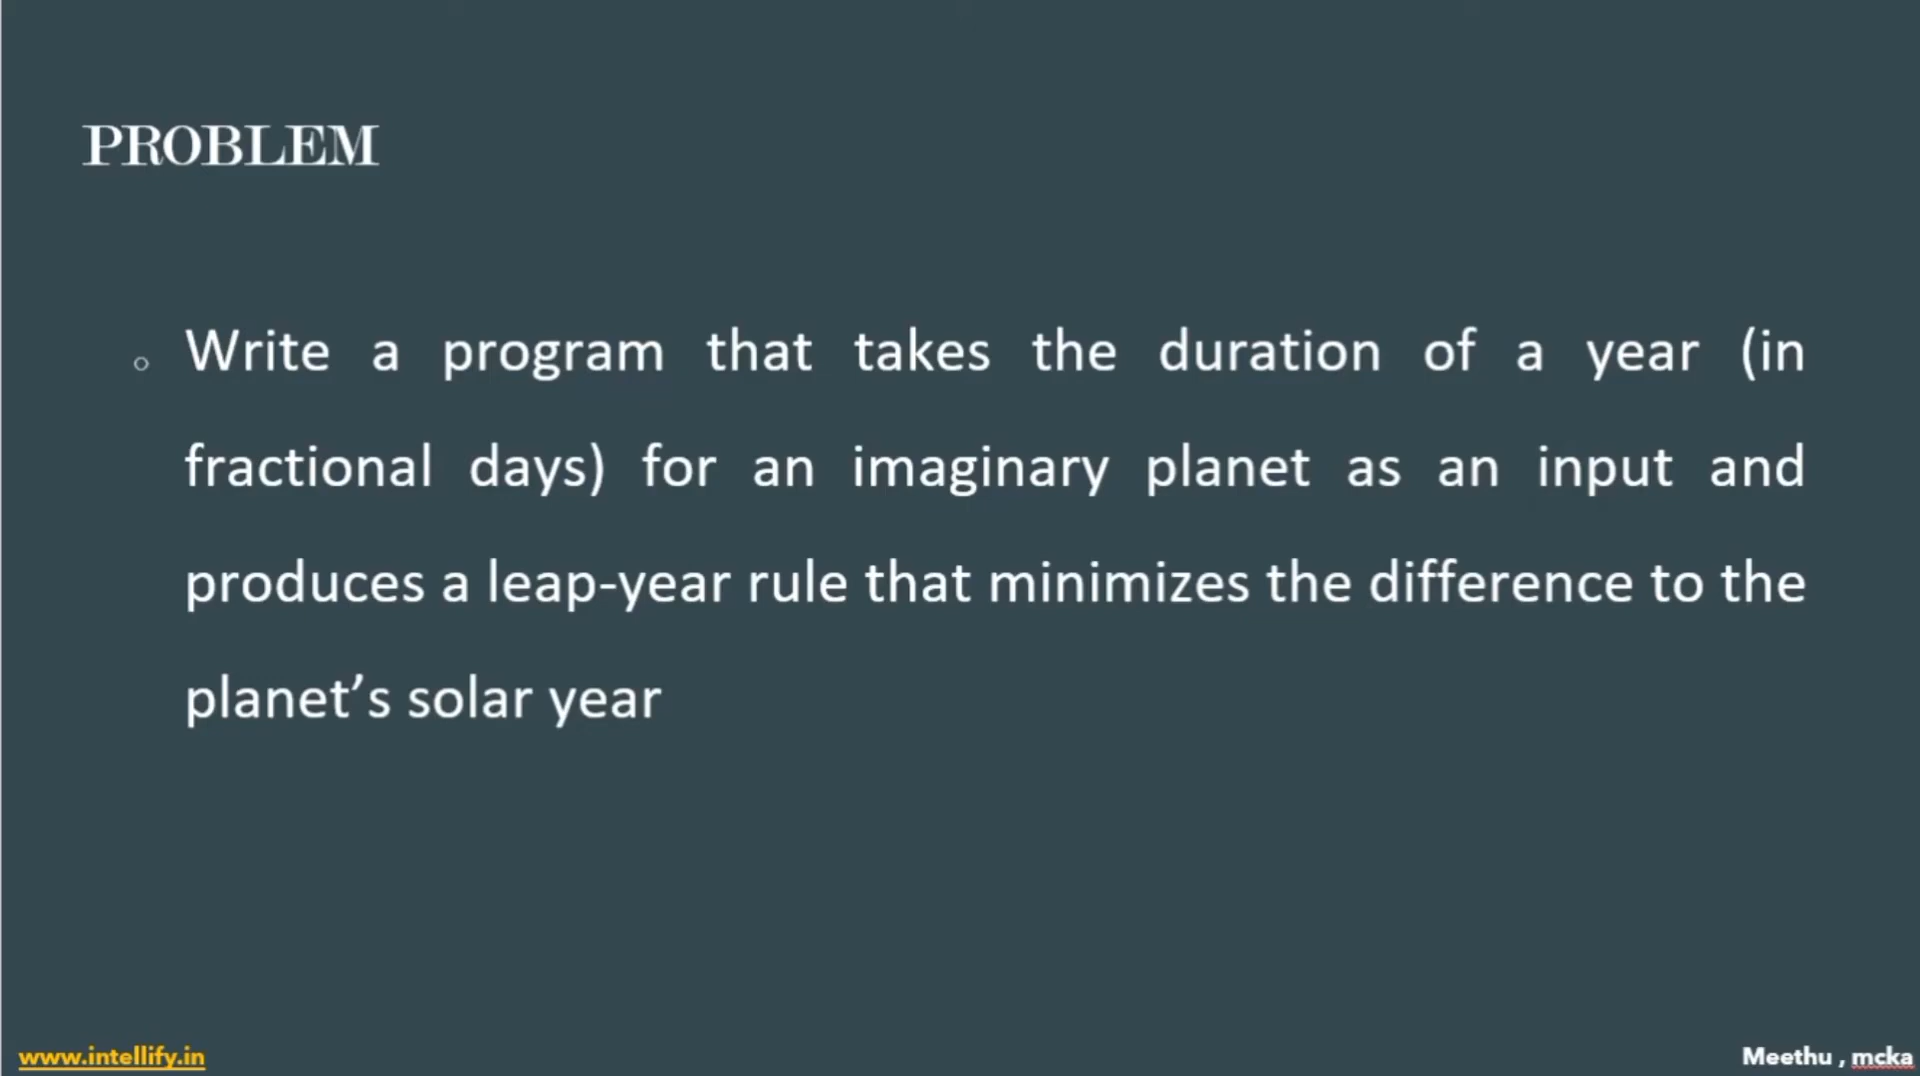 PROBLEM
Write a program that takes the duration of a year (in
fractional days) for an imaginary planet as an input and
produces a leap-year rule that minimizes the difference to the
planet’s solar year
www.intellify.in
Meethu , mcka